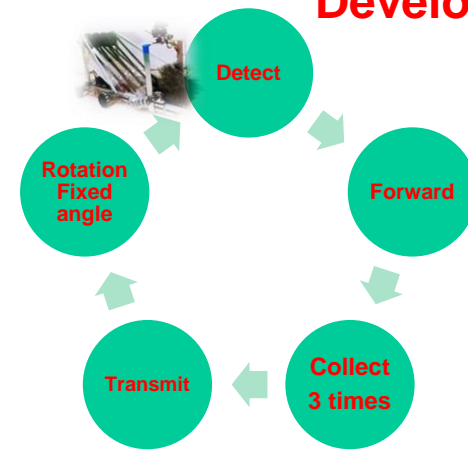 Develo
Detect
Forward
Collect
3 times
Transmit
Rotation
Fixed
angle